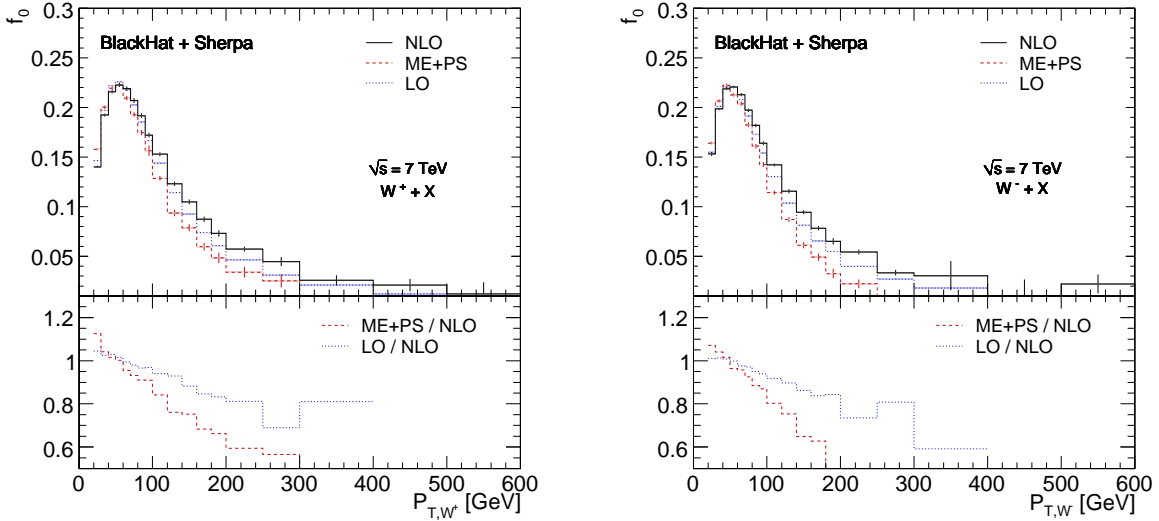 f0
0.3
0.25
0.2
0.15
0.1
0.05
BlackHat + Sherpa
NLO
ME+PS
LO
√s = 7 TeV
W+ + X
1.2
1
0.8
0.6
ME+PS / NLO
LO / NLO
0 100 200 300 400 500 600
PT,W+ [GeV]
f0
0.3
0.25
0.2
0.15
0.1
0.05
BlackHat + Sherpa
NLO
ME+PS
LO
√s = 7 TeV
W- + X
1.2
1
0.8
0.6
ME+PS / NLO
LO / NLO
0 100 200 300 400 500 600
PT,W- [GeV]